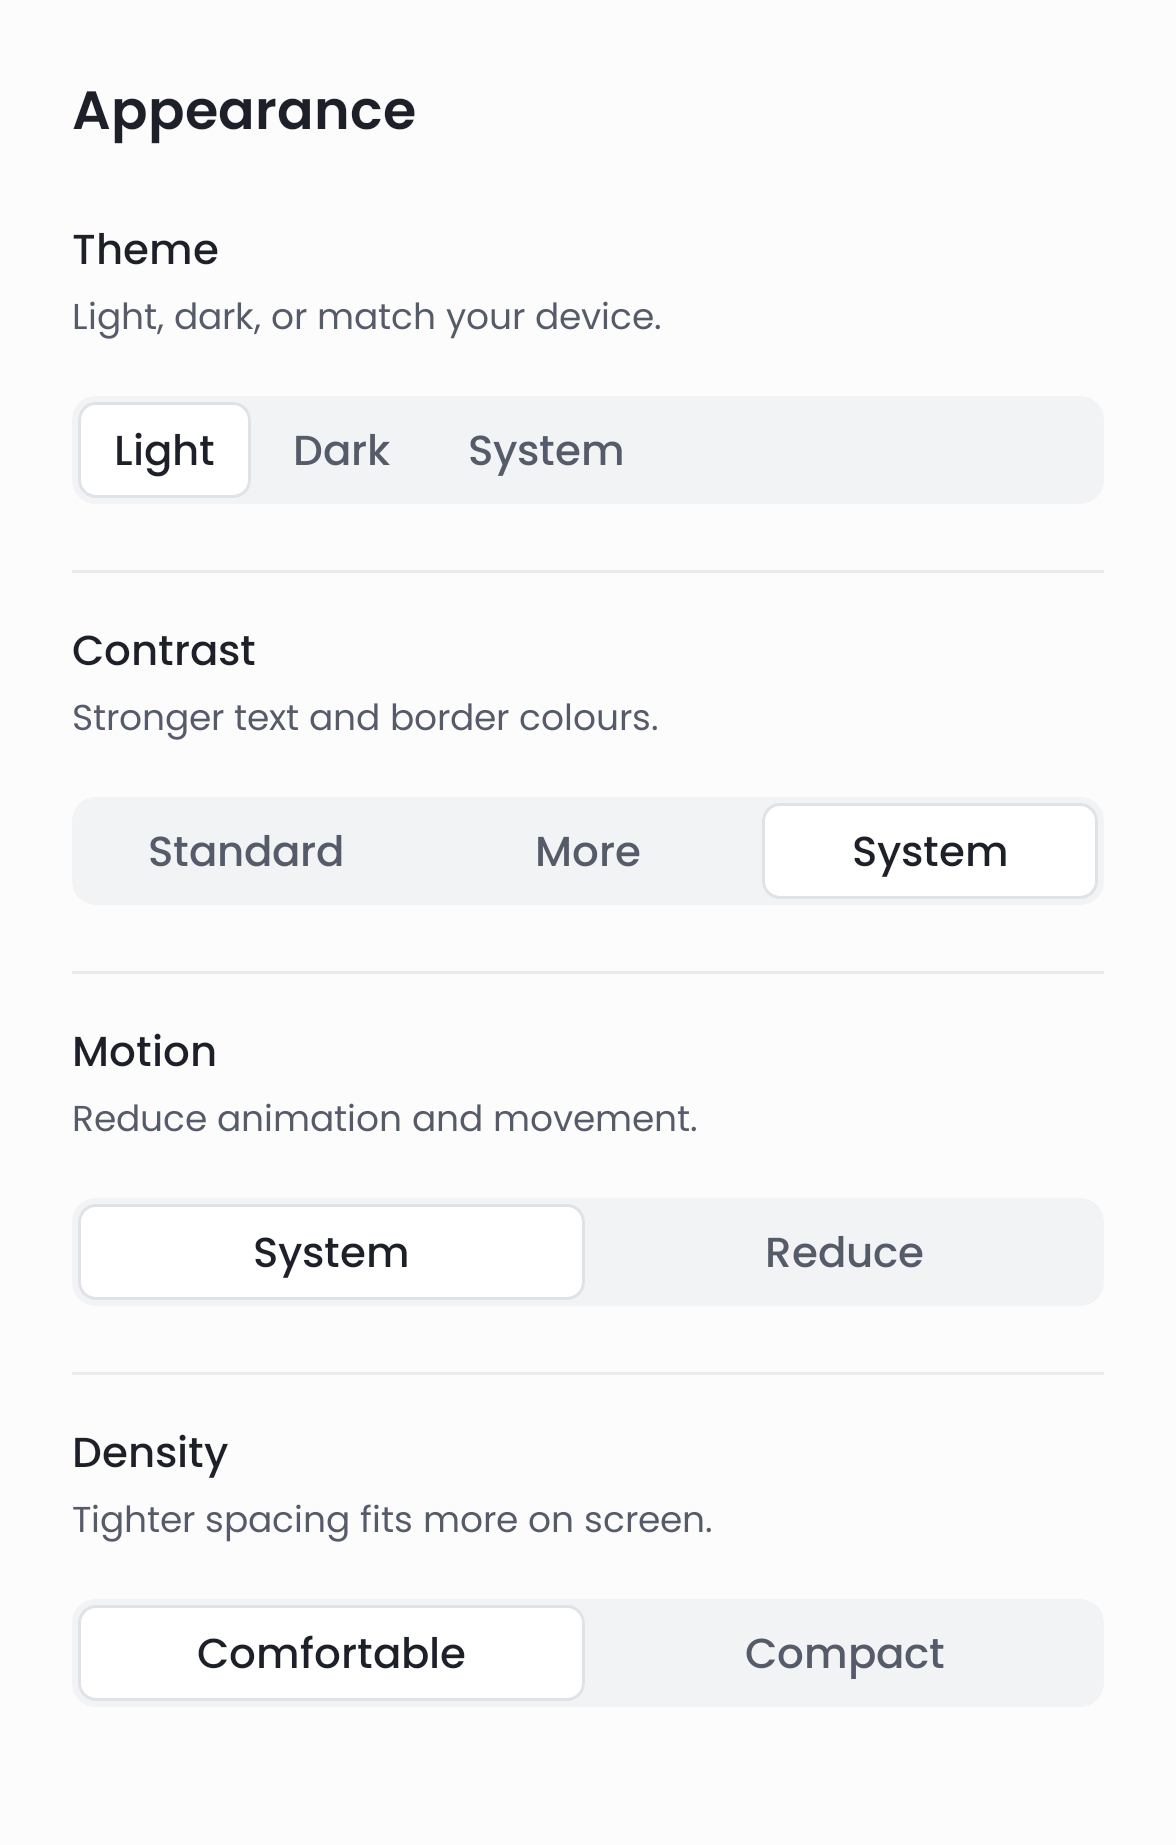 Appearance
Theme
Light, dark, or match your device.
Light Dark System
Contrast
Stronger text and border colours.
Standard More System
Motion
Reduce animation and movement.
System Reduce
Density
Tighter spacing fits more on screen.
Comfortable Compact